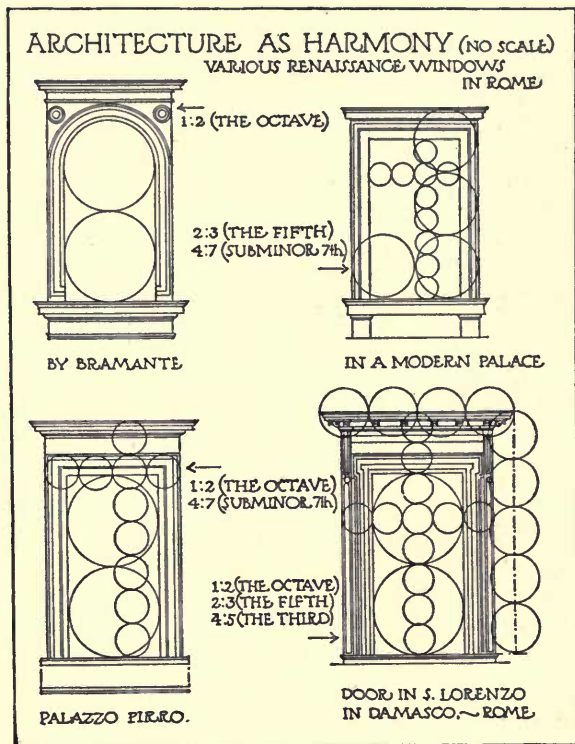 ARCHITECTURE AS HARMONY (NO SCALE)
VARIOUS RENAISSANCE WINDOWS
IN ROME
1:2 (THE OCTAVE)
2:3 (THE FIFTH)
4:7 (SUBMINOR 7th)
BY BRAMANTE
IN A MODERN PALACE
1:2 (THE OCTAVE)
4:7 (SUBMINOR 7th)
1:2 (THE OCTAVE)
2:3 (THE FIFTH)
4:5 (THE THIRD)
PALAZZO PIRRO.
DOOR IN S. LORENZO
IN DAMASCO.~ROME